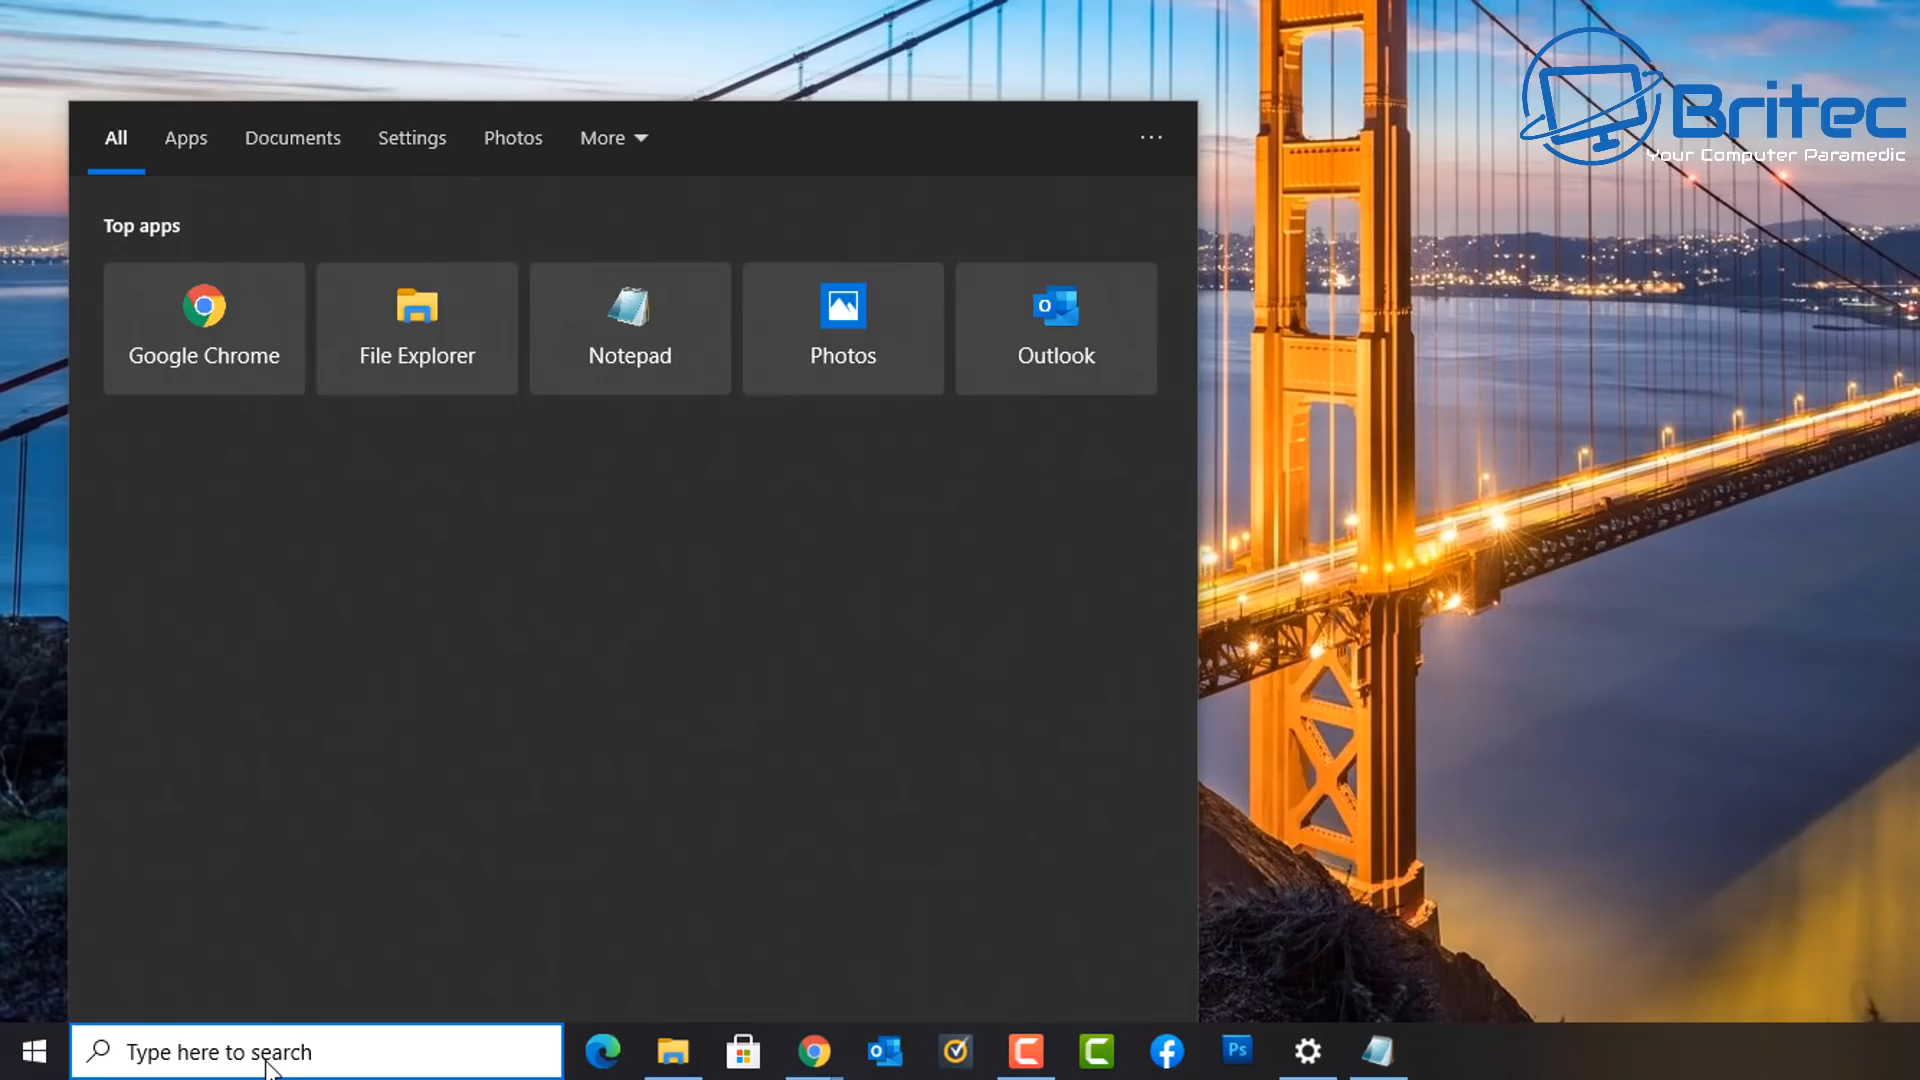 Britec
Your Computer Paramedic
All Apps Documents Settings Photos More
Top apps
Google Chrome File Explorer Notepad Photos Outlook
Type here to search
Ps